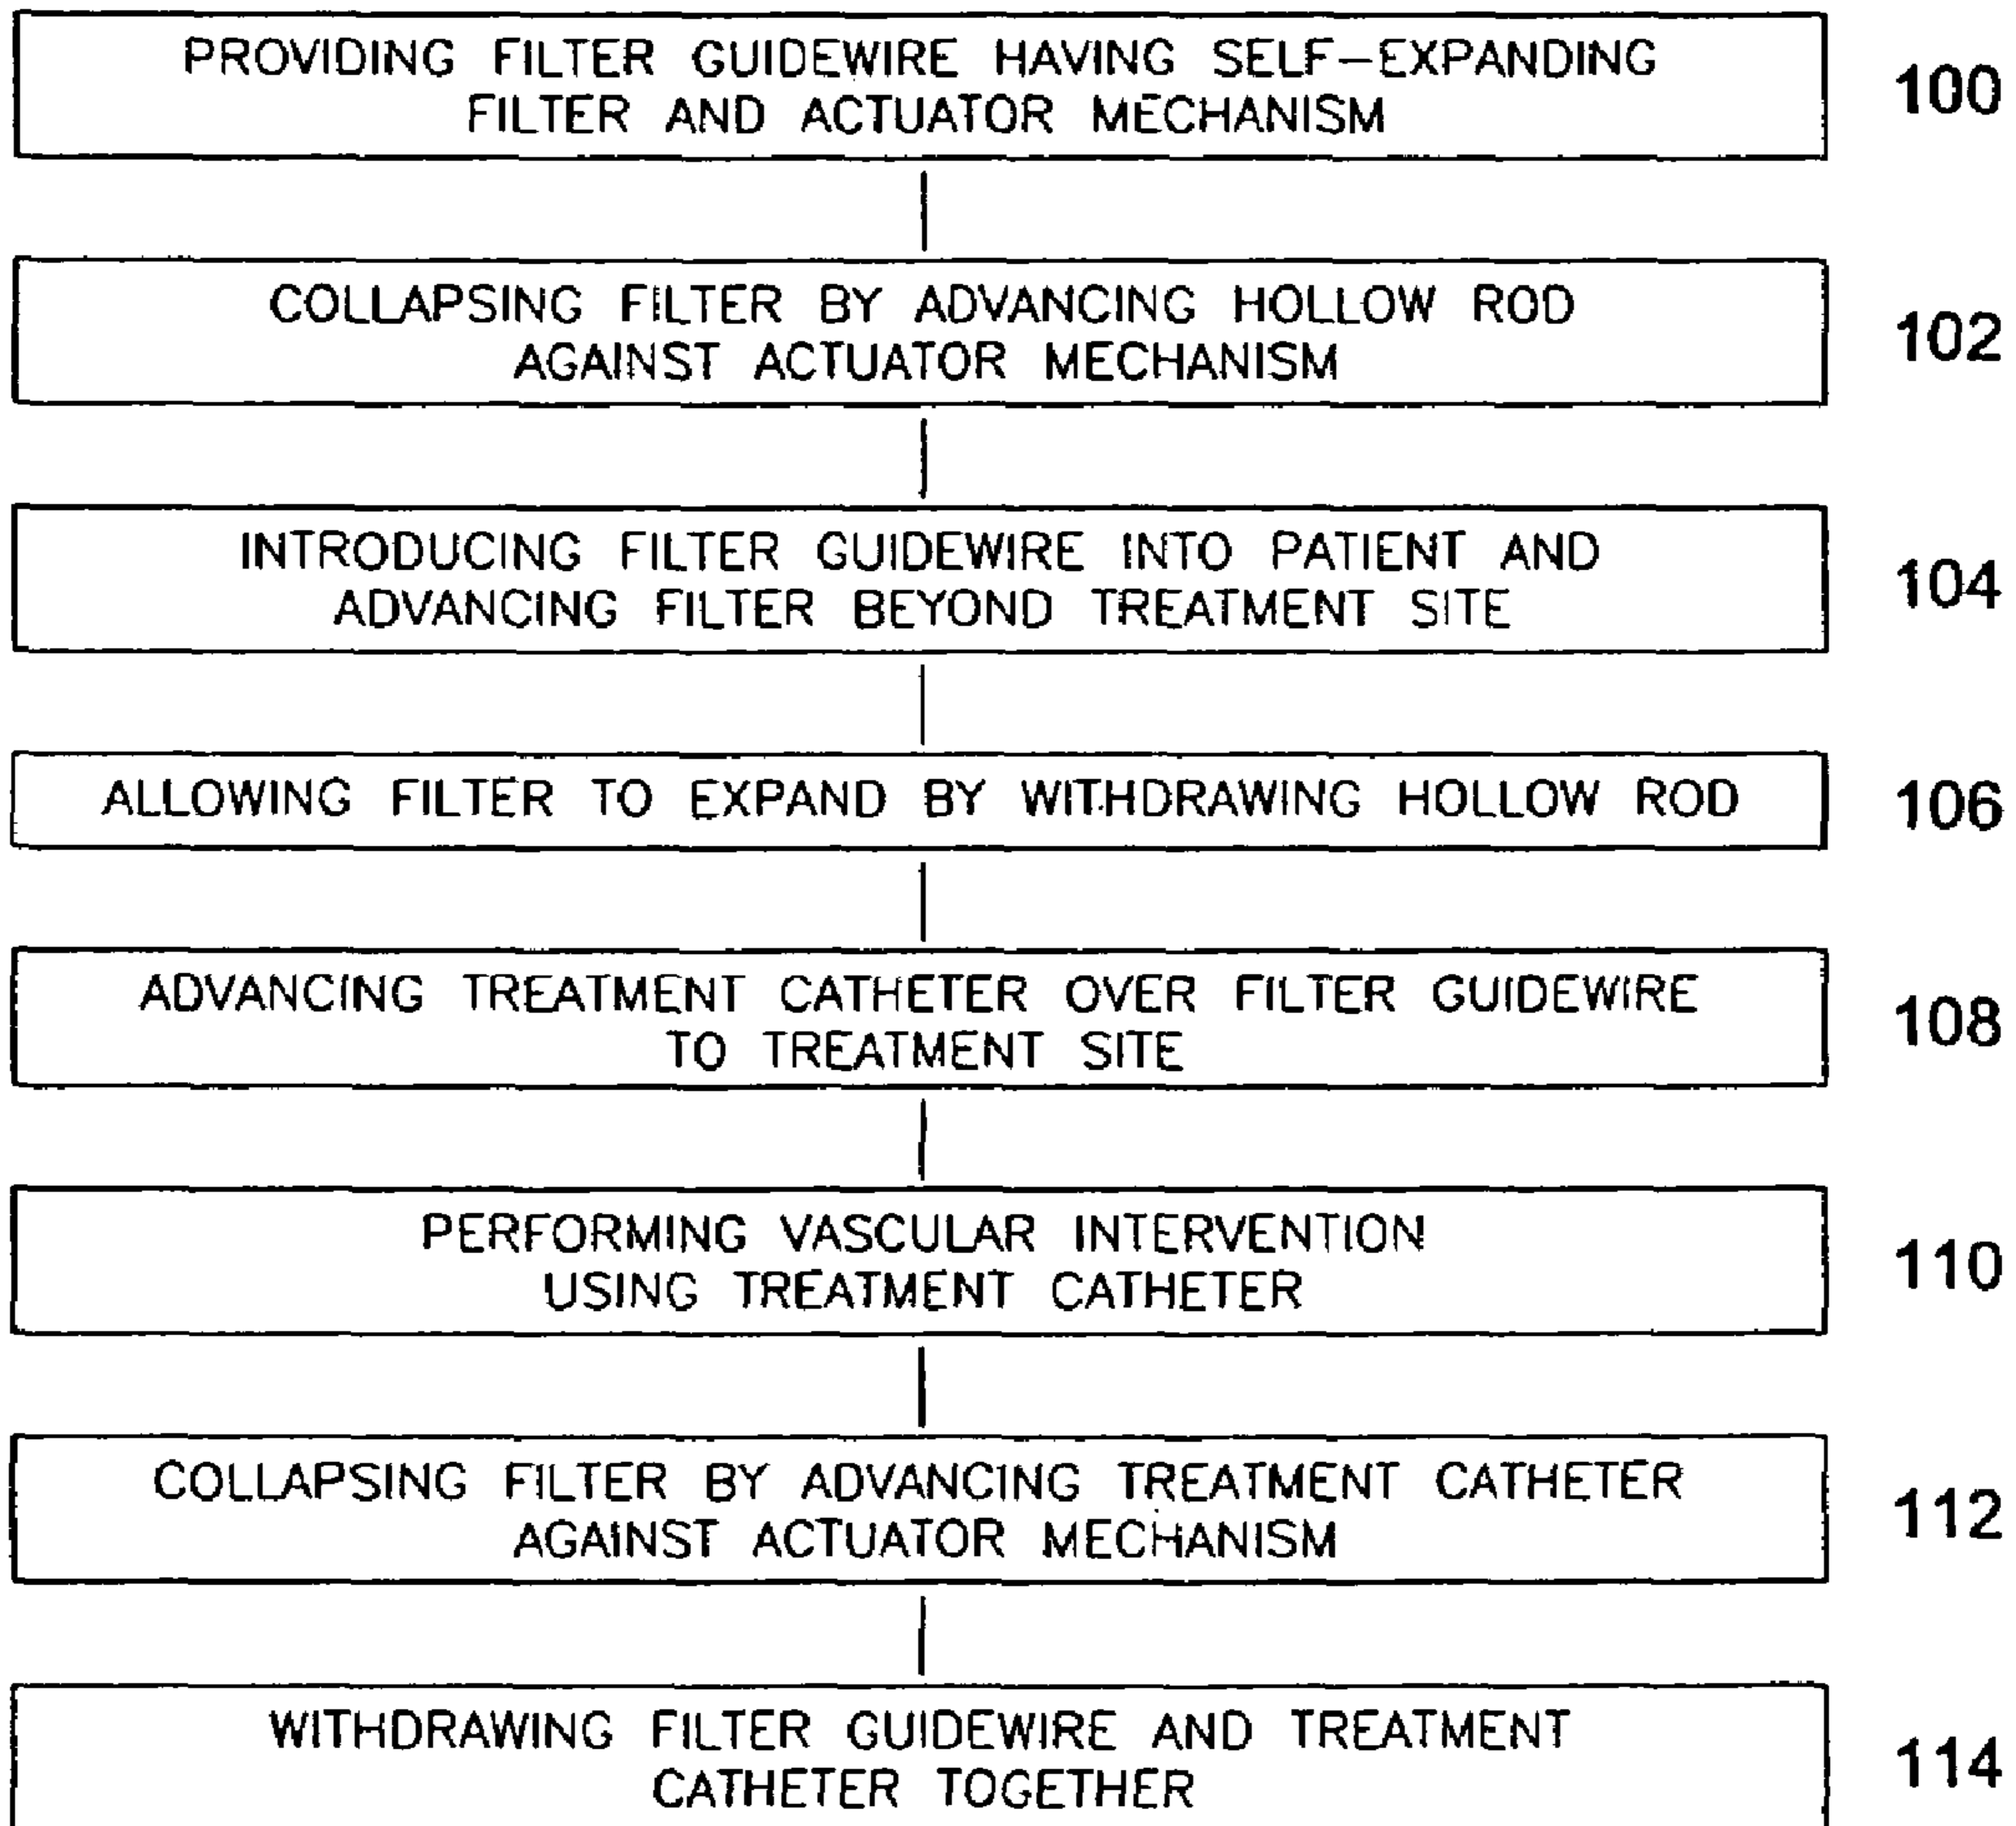 PROVIDING FILTER GUIDEWIRE HAVING SELF-EXPANDING
FILTER AND ACTUATOR MECHANISM
100
COLLAPSING FILTER BY ADVANCING HOLLOW ROD
AGAINST ACTUATOR MECHANISM
102
INTRODUCING FILTER GUIDEWIRE INTO PATIENT AND
ADVANCING FILTER BEYOND TREATMENT SITE
104
ALLOWING FILTER TO EXPAND BY WITHDRAWING HOLLOW ROD
106
ADVANCING TREATMENT CATHETER OVER FILTER GUIDEWIRE
TO TREATMENT SITE
108
PERFORMING VASCULAR INTERVENTION
USING TREATMENT CATHETER
110
COLLAPSING FILTER BY ADVANCING TREATMENT CATHETER
AGAINST ACTUATOR MECHANISM
112
WITHDRAWING FILTER GUIDEWIRE AND TREATMENT
CATHETER TOGETHER
114